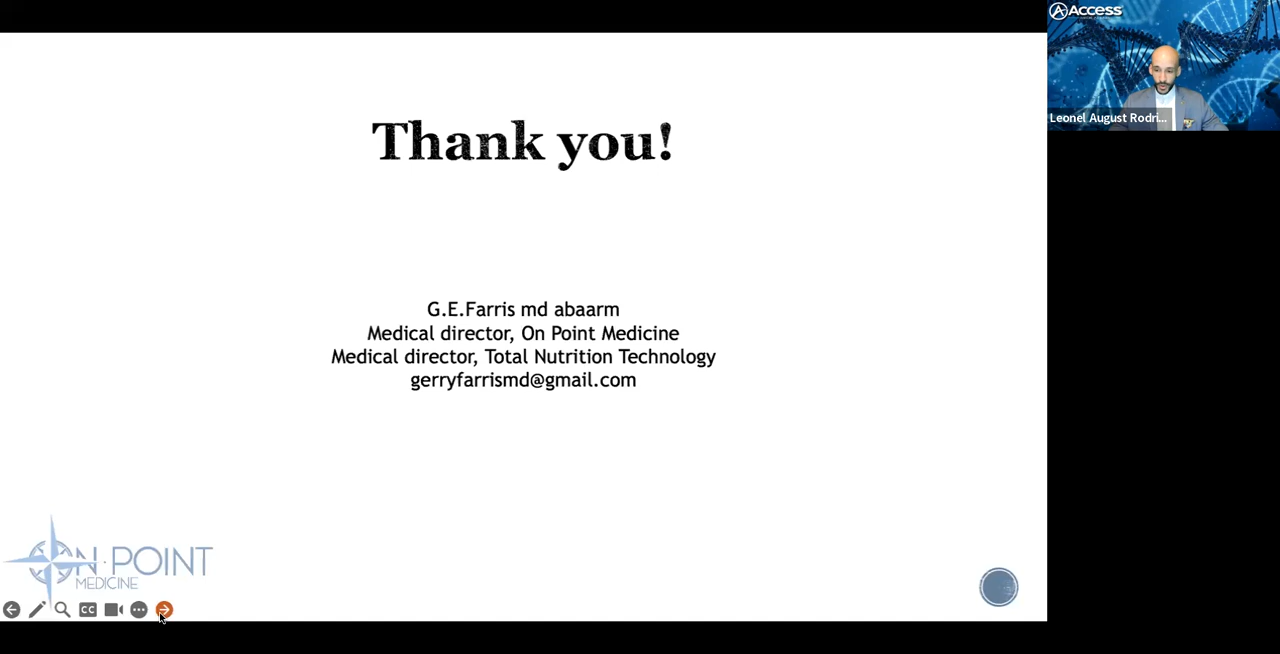 Access
Leonel August Rodri...
Thank you!
G.E.Farris md abaarm
Medical director, On Point Medicine
Medical director, Total Nutrition Technology
gerryfarrismd@gmail.com
ON POINT
MEDICINE
CC